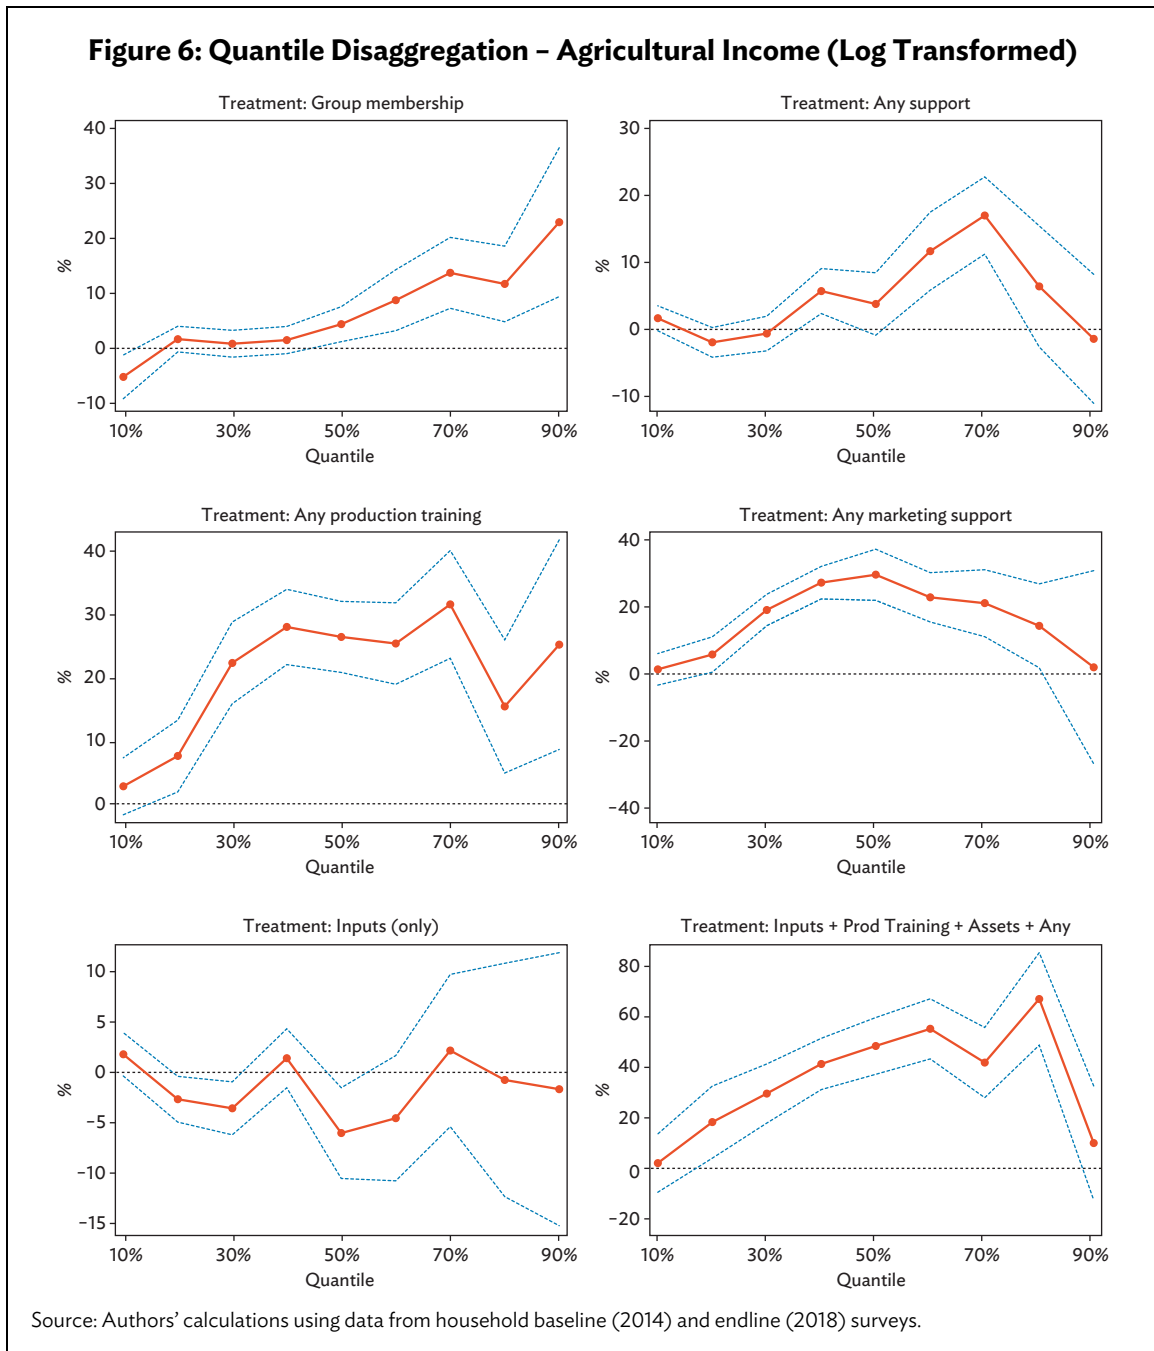 Figure 6: Quantile Disaggregation – Agricultural Income (Log Transformed)
Treatment: Group membership
40
30
20
10
0
−10
%
10% 30% 50% 70% 90%
Quantile
Treatment: Any support
30
20
10
0
−10
%
10% 30% 50% 70% 90%
Quantile
Treatment: Any production training
40
30
20
10
0
%
10% 30% 50% 70% 90%
Quantile
Treatment: Any marketing support
40
20
0
−20
−40
%
10% 30% 50% 70% 90%
Quantile
Treatment: Inputs (only)
10
5
0
−5
−10
−15
%
10% 30% 50% 70% 90%
Quantile
Treatment: Inputs + Prod Training + Assets + Any
80
60
40
20
0
−20
%
10% 30% 50% 70% 90%
Quantile
Source: Authors’ calculations using data from household baseline (2014) and endline (2018) surveys.